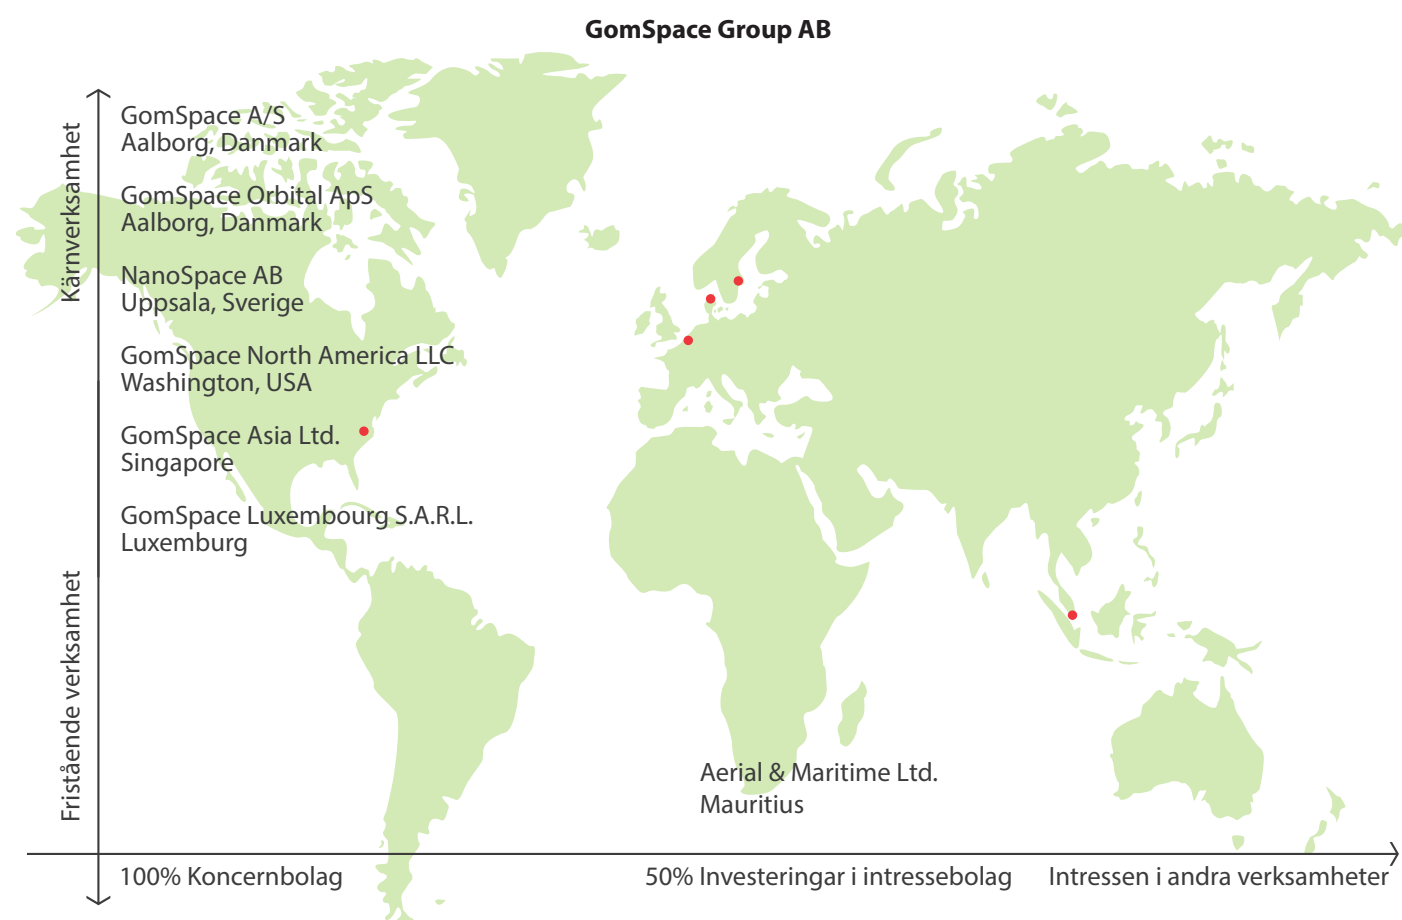 GomSpace Group AB
Kärnverksamhet
GomSpace A/S
Aalborg, Danmark
GomSpace Orbital ApS
Aalborg, Danmark
NanoSpace AB
Uppsala, Sverige
GomSpace North America LLC
Washington, USA
GomSpace Asia Ltd.
Singapore
GomSpace Luxembourg S.A.R.L.
Luxemburg
Fristående verksamhet
Aerial & Maritime Ltd.
Mauritius
100% Koncernbolag
50% Investeringar i intressebolag
Intressen i andra verksamheter